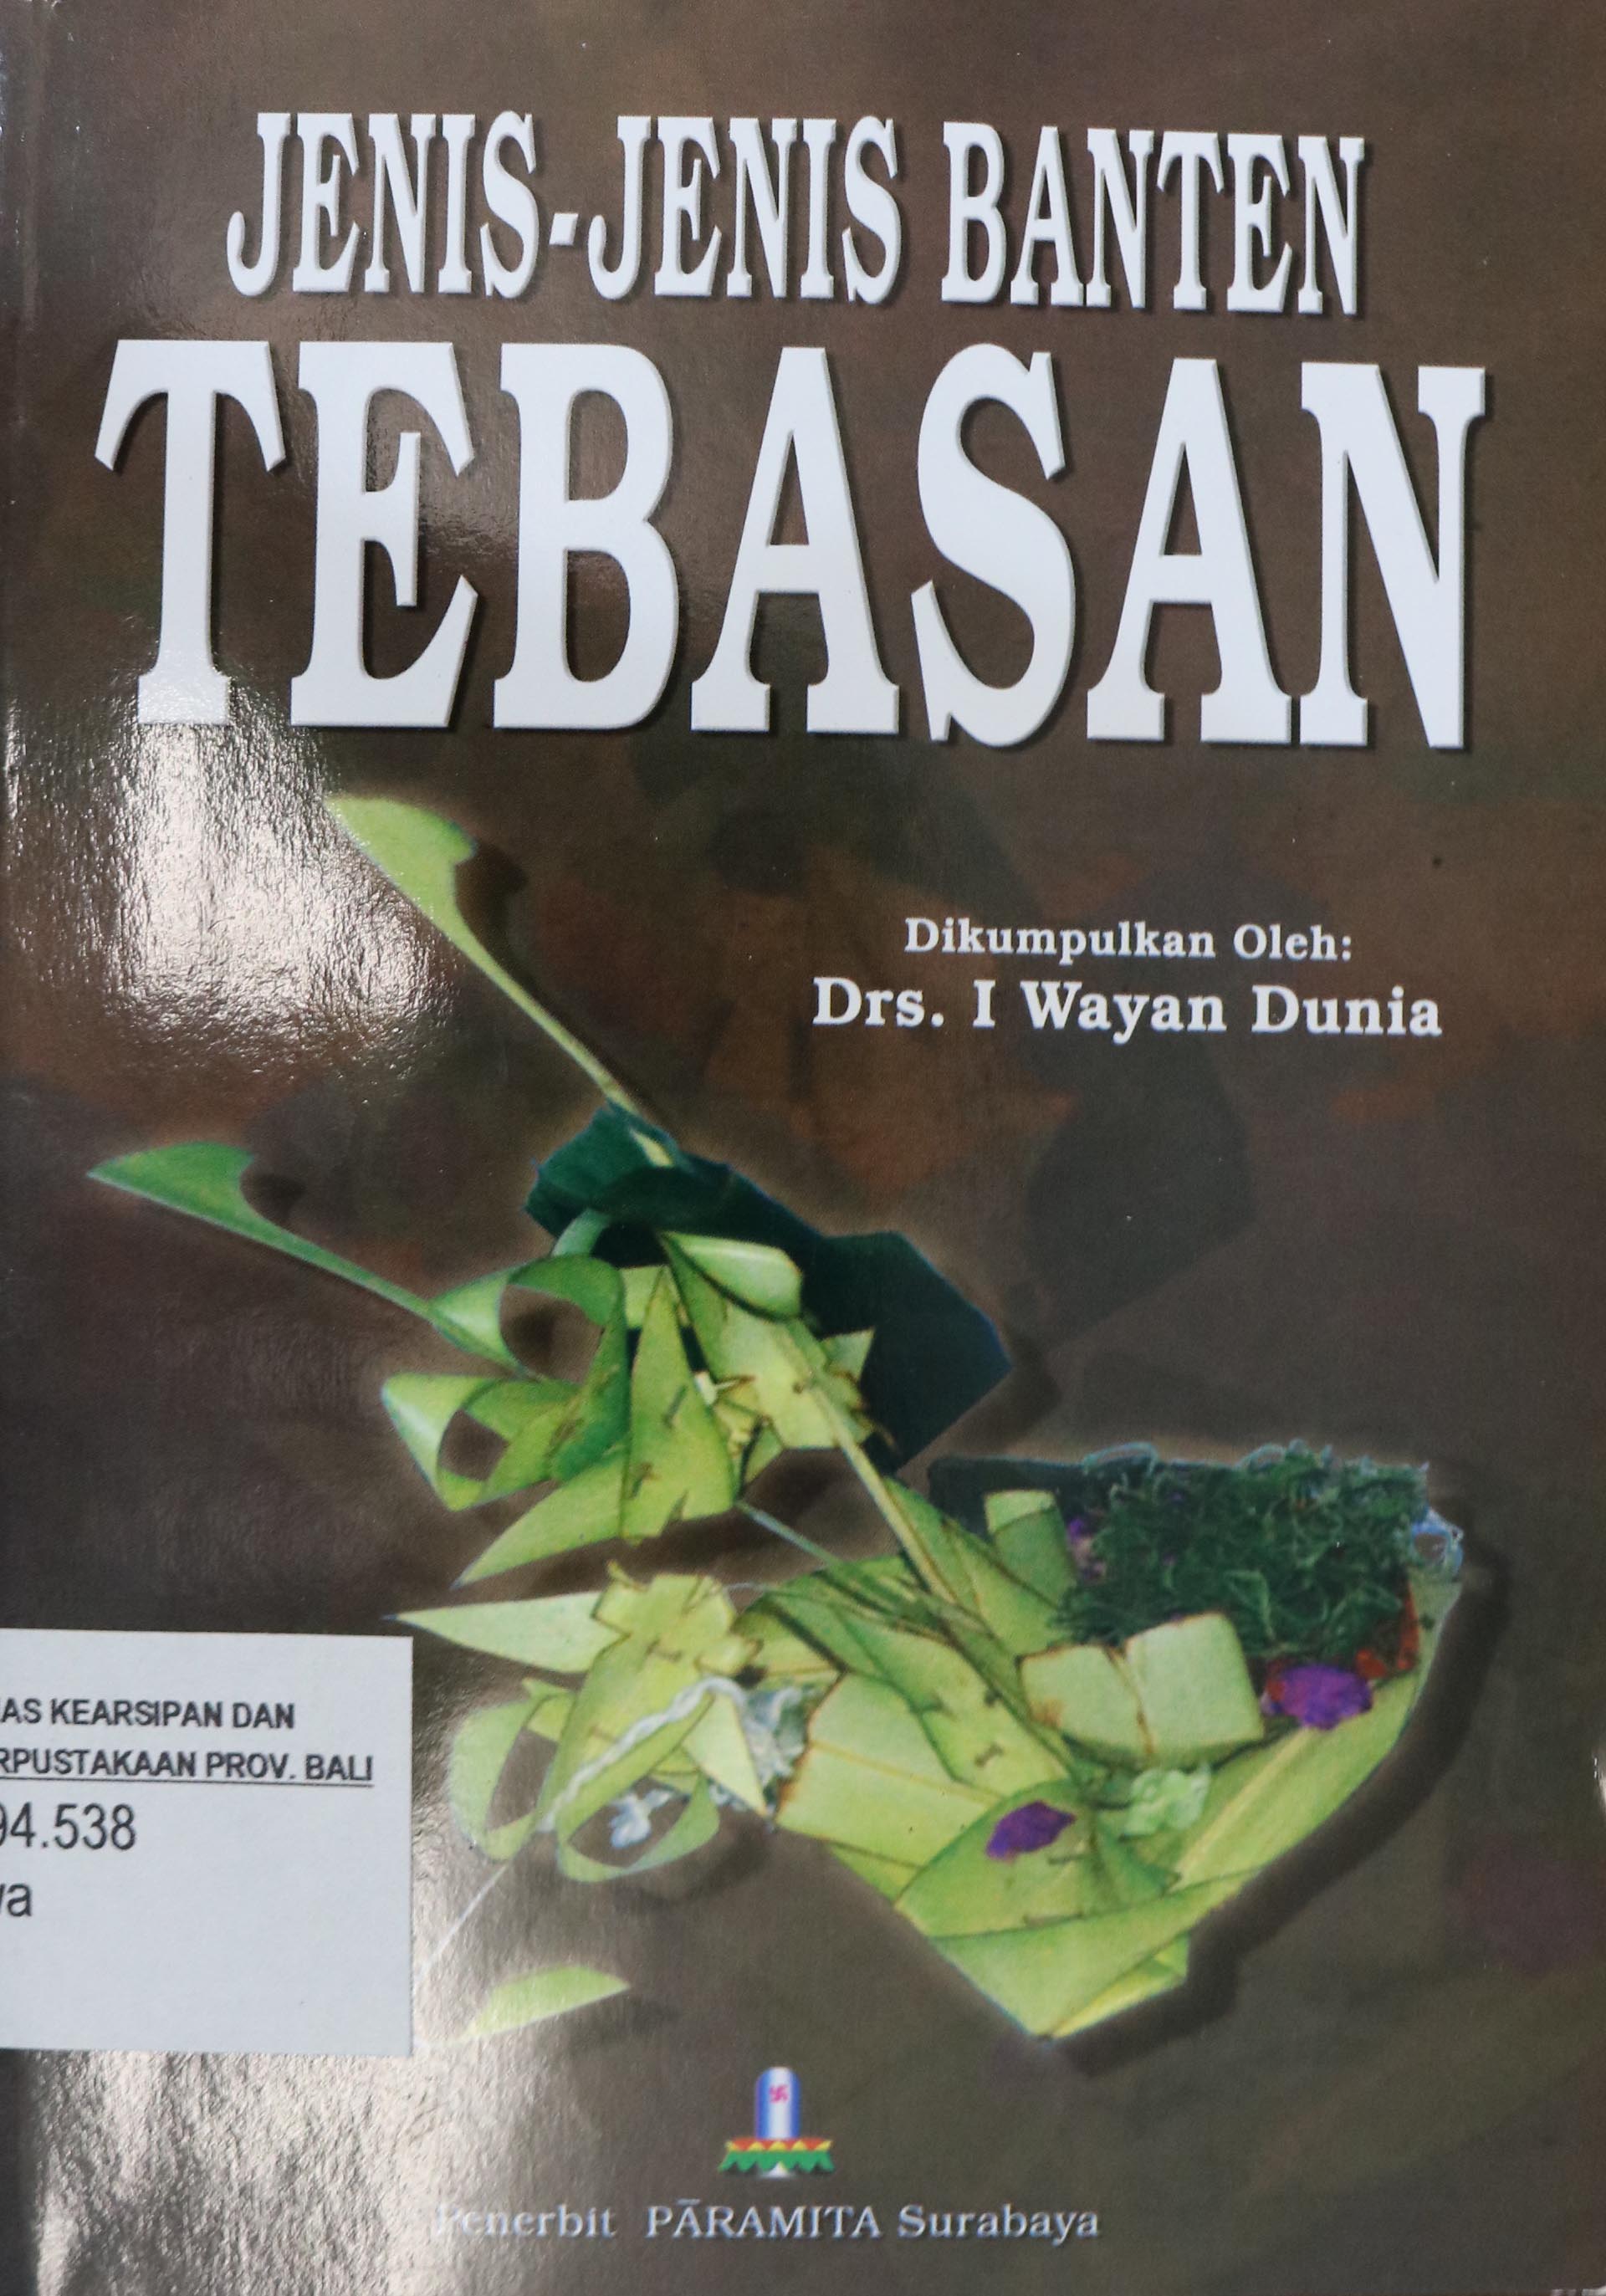 JENIS-JENIS BANTEN
TEBASAN
Dikumpulkan Oleh:
Drs. I Wayan Dunia
AS KEARSIPAN DAN
RPUSTAKAAN PROV. BALI
94.538
Penerbit PĀRAMITA Surabaya